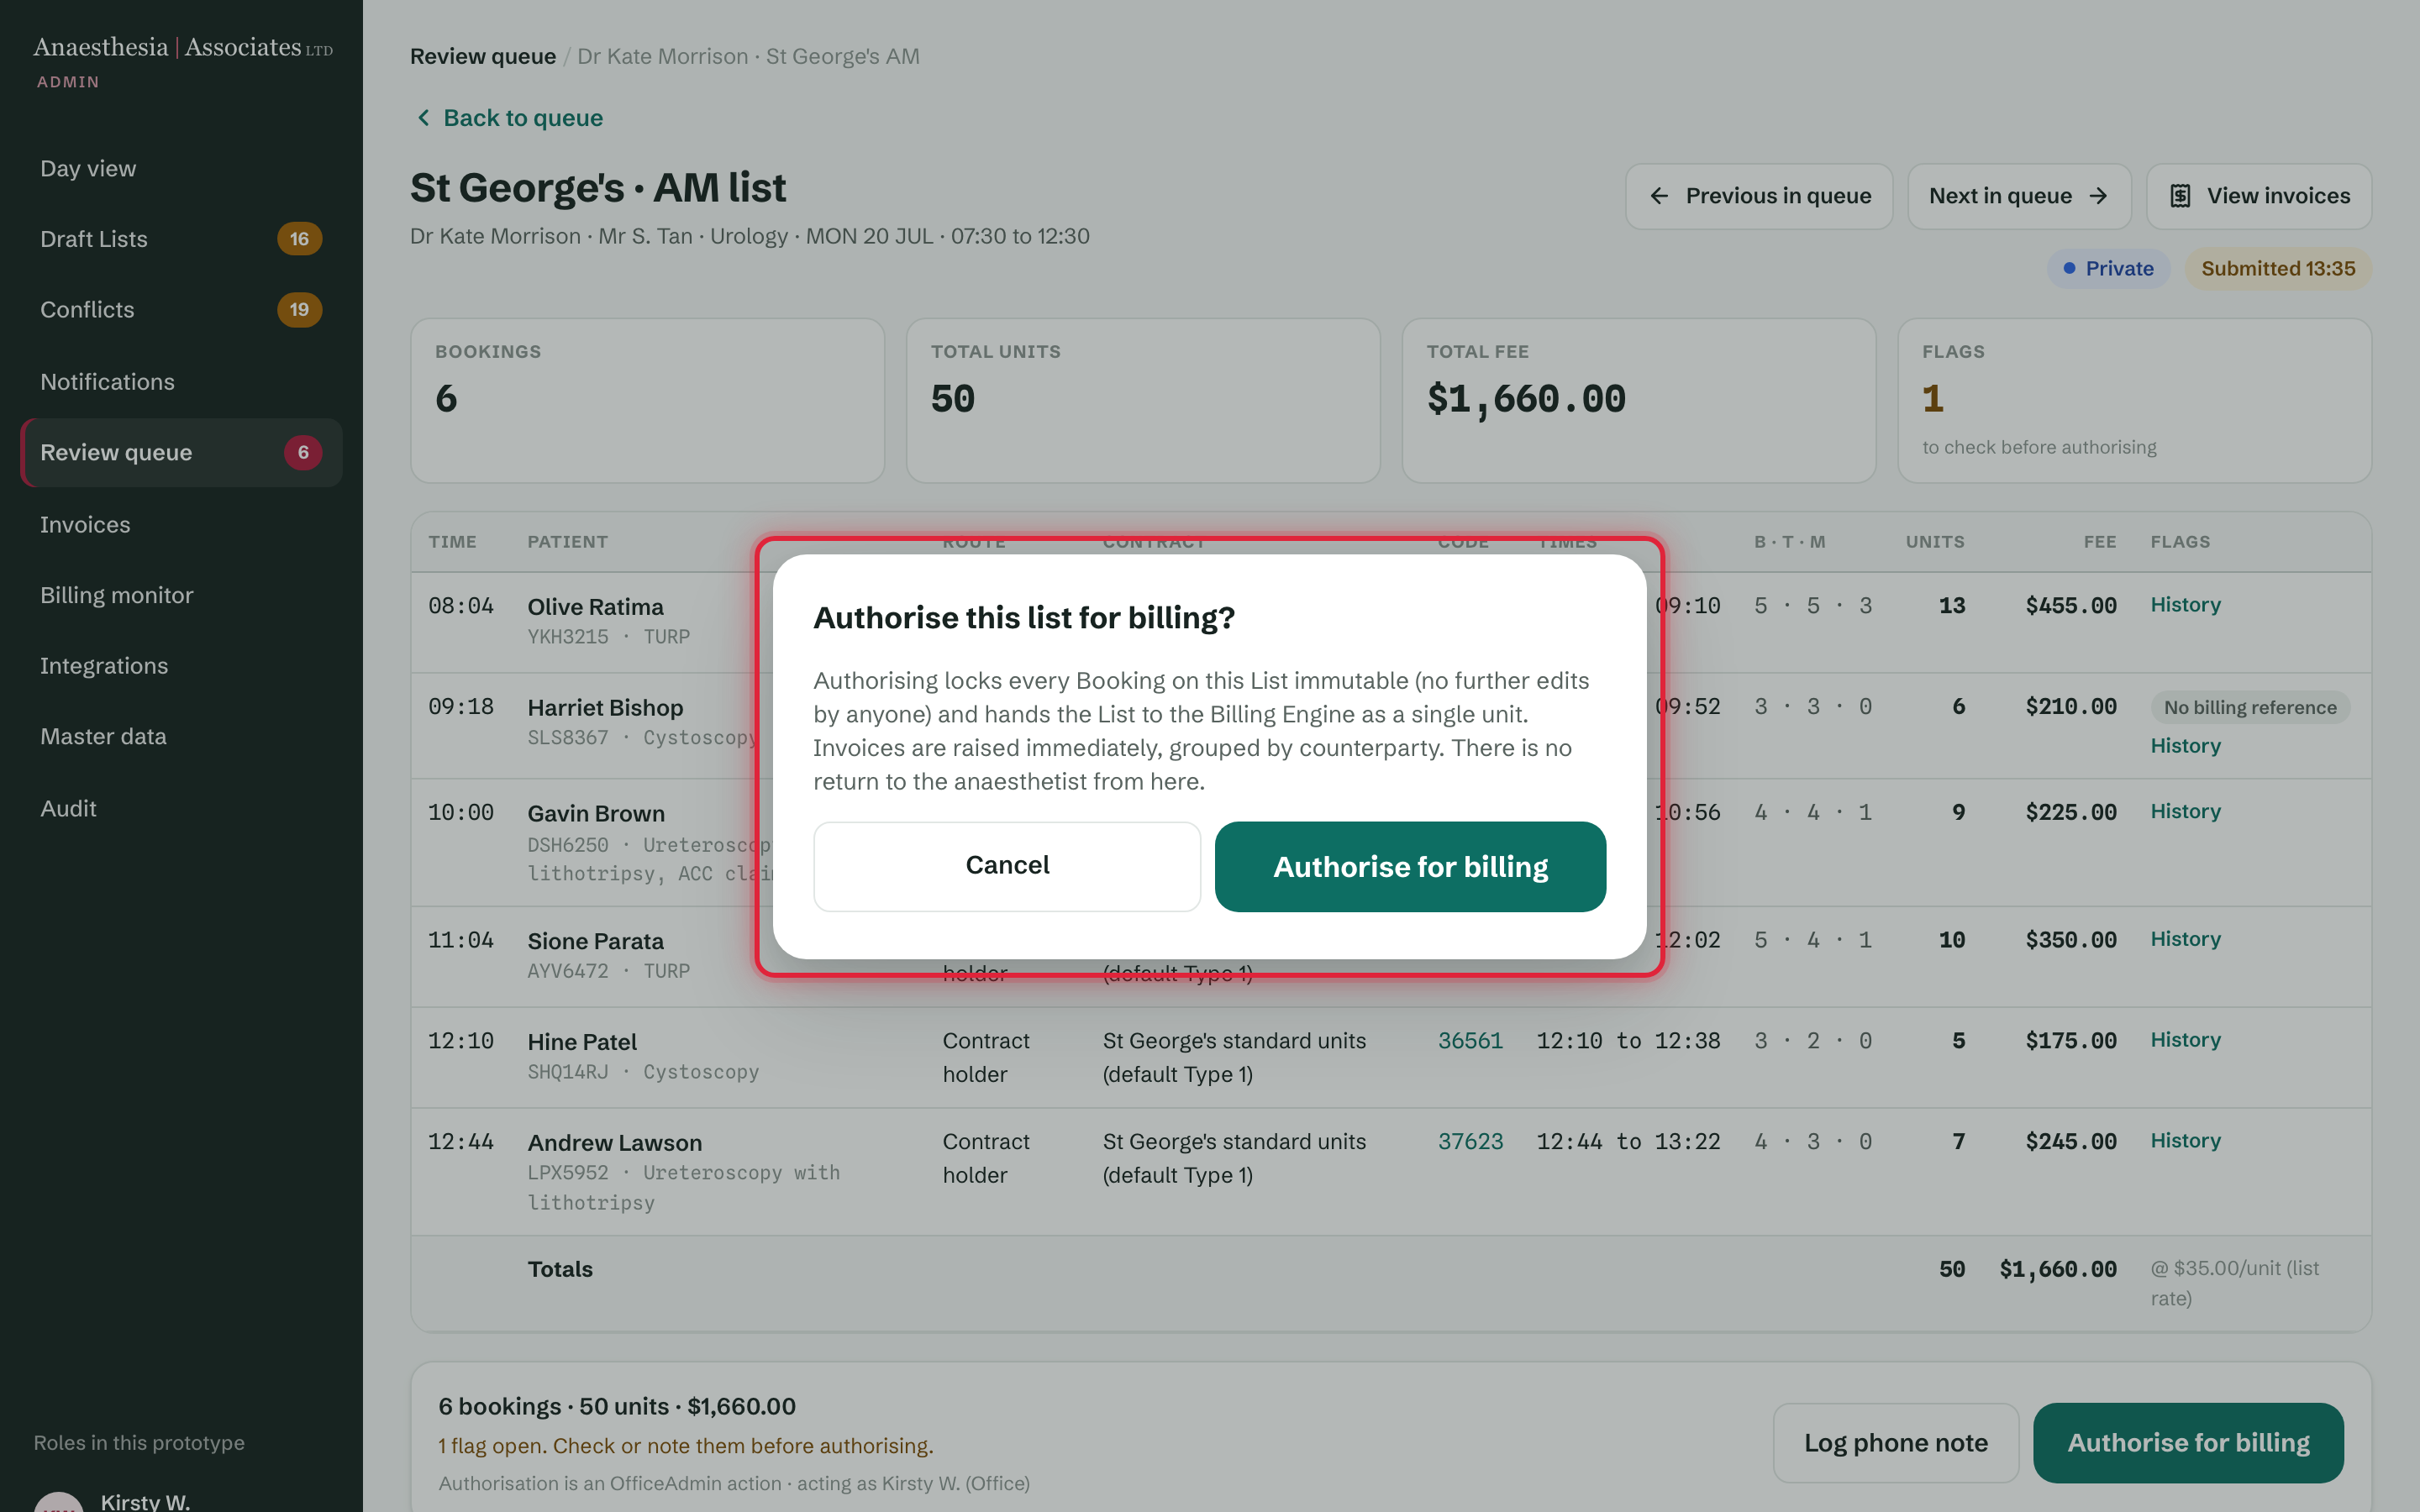 Anaesthesia | Associates LTD
ADMIN
Day view
Draft Lists 16
Conflicts 19
Notifications
Review queue 6
Invoices
Billing monitor
Integrations
Master data
Audit
Roles in this prototype
Kirsty W.
Review queue / Dr Kate Morrison · St George's AM
Back to queue
St George's · AM list
Dr Kate Morrison · Mr S. Tan · Urology · MON 20 JUL · 07:30 to 12:30
← Previous in queue
Next in queue →
View invoices
Private
Submitted 13:35
BOOKINGS
6
TOTAL UNITS
50
TOTAL FEE
$1,660.00
FLAGS
1
to check before authorising
TIME PATIENT ROUTE CONTRACT CODE TIMES B · T · M UNITS FEE FLAGS
08:04 Olive Ratima 09:10 5 · 5 · 3 13 $455.00 History
YKH3215 · TURP
09:18 Harriet Bishop 09:52 3 · 3 · 0 6 $210.00 No billing reference
SLS8367 · Cystoscopy History
10:00 Gavin Brown 10:56 4 · 4 · 1 9 $225.00 History
DSH6250 ·
lithotripsy, ACC
11:04 Sione Parata 12:02 5 · 4 · 1 10 $350.00 History
AYV6472 · TURP holder (default Type 1)
12:10 Hine Patel Contract St George's standard units 36561 12:10 to 12:38 3 · 2 · 0 5 $175.00 History
SHQ14RJ · Cystoscopy holder (default Type 1)
12:44 Andrew Lawson Contract St George's standard units 37623 12:44 to 13:22 4 · 3 · 0 7 $245.00 History
LPX5952 · Ureteroscopy with holder (default Type 1)
lithotripsy
Totals 50 $1,660.00 @ $35.00/unit (list
rate)
Authorise this list for billing?
Authorising locks every Booking on this List immutable (no further edits
by anyone) and hands the List to the Billing Engine as a single unit.
Invoices are raised immediately, grouped by counterparty. There is no
return to the anaesthetist from here.
Cancel
Authorise for billing
6 bookings · 50 units · $1,660.00
1 flag open. Check or note them before authorising.
Authorisation is an OfficeAdmin action · acting as Kirsty W. (Office)
Log phone note
Authorise for billing